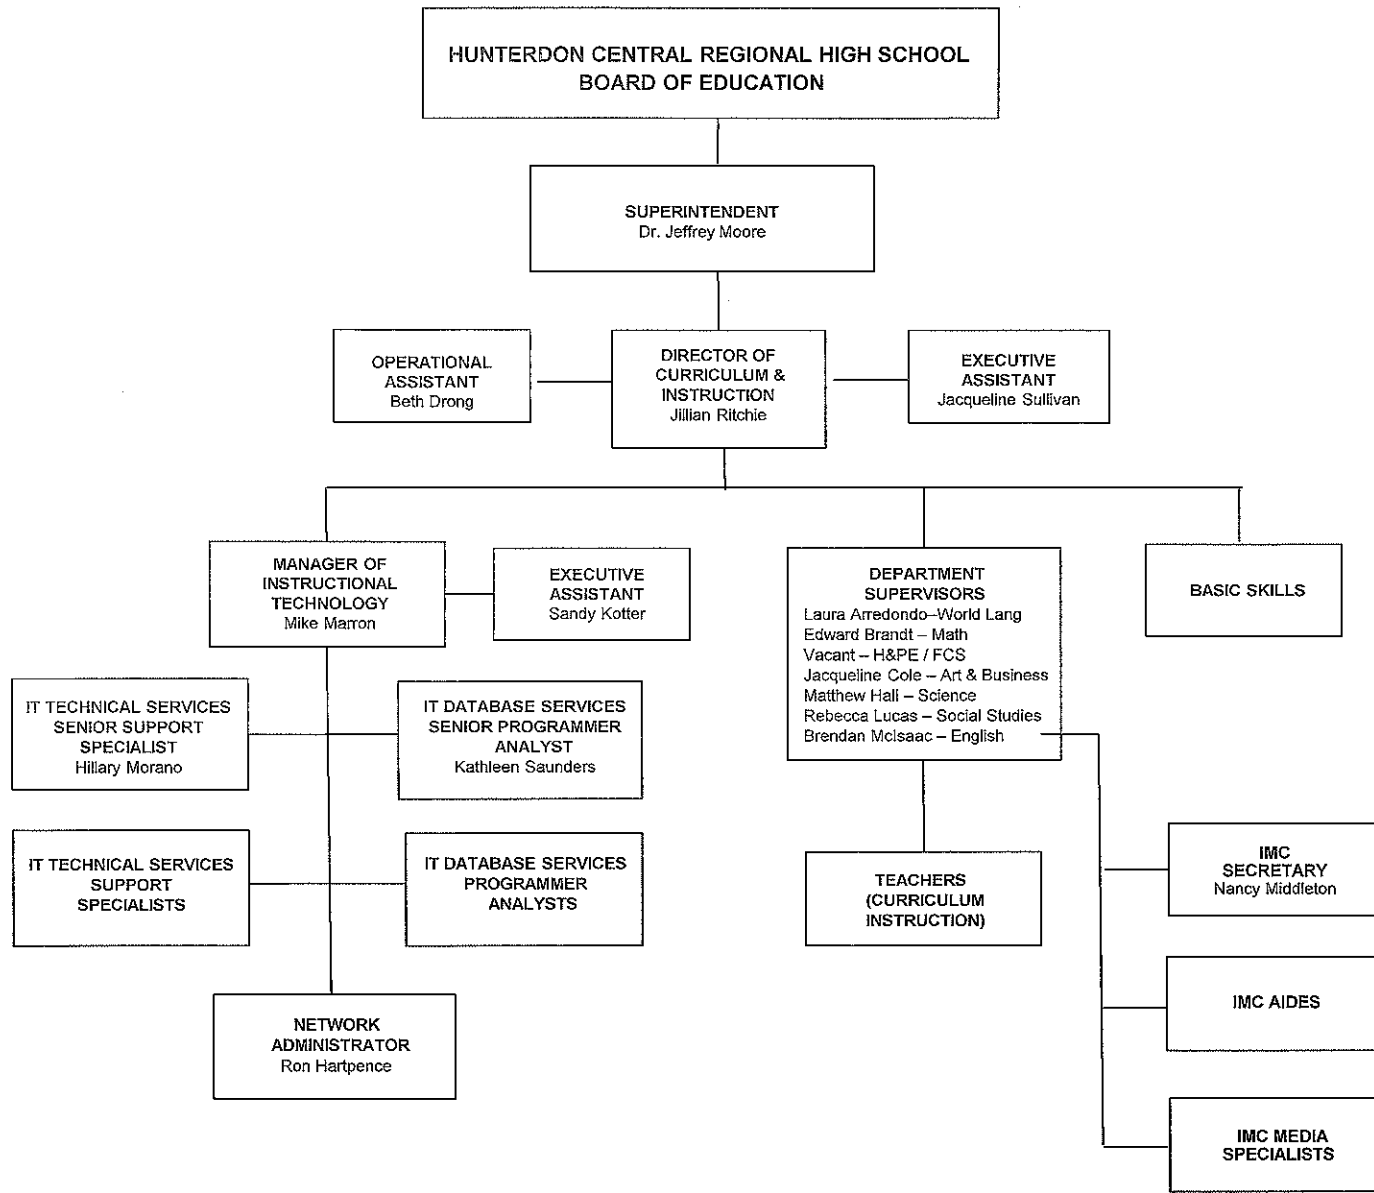 HUNTERDON CENTRAL REGIONAL HIGH SCHOOL
BOARD OF EDUCATION
SUPERINTENDENT
Dr. Jeffrey Moore
OPERATIONAL
ASSISTANT
Beth Drong
DIRECTOR OF
CURRICULUM &
INSTRUCTION
Jillian Ritchie
EXECUTIVE
ASSISTANT
Jacqueline Sullivan
MANAGER OF
INSTRUCTIONAL
TECHNOLOGY
Mike Marron
EXECUTIVE
ASSISTANT
Sandy Kotter
DEPARTMENT
SUPERVISORS
Laura Arredondo–World Lang
Edward Brandt – Math
Vacant – H&PE / FCS
Jacqueline Cole – Art & Business
Matthew Hall – Science
Rebecca Lucas – Social Studies
Brendan McIsaac – English
BASIC SKILLS
IT TECHNICAL SERVICES
SENIOR SUPPORT
SPECIALIST
Hillary Morano
IT DATABASE SERVICES
SENIOR PROGRAMMER
ANALYST
Kathleen Saunders
IT TECHNICAL SERVICES
SUPPORT
SPECIALISTS
IT DATABASE SERVICES
PROGRAMMER
ANALYSTS
TEACHERS
(CURRICULUM
INSTRUCTION)
IMC
SECRETARY
Nancy Middleton
IMC AIDES
NETWORK
ADMINISTRATOR
Ron Hartpence
IMC MEDIA
SPECIALISTS